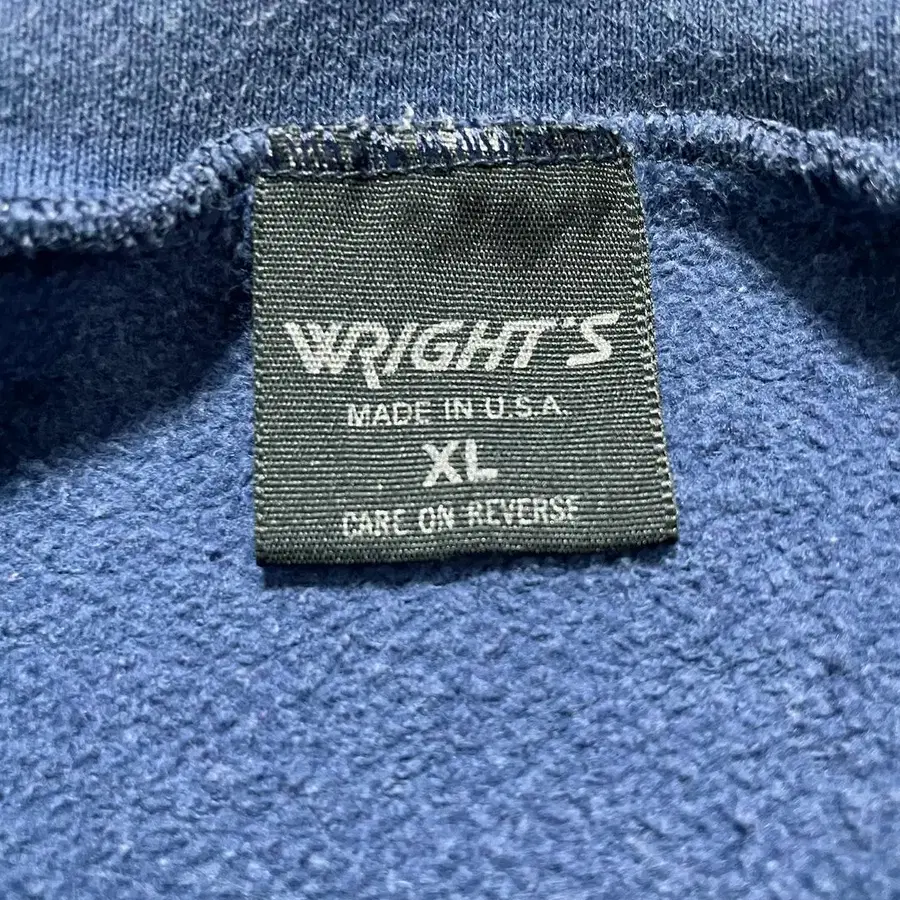 WRIGHT'S
MADE IN U.S.A.
XL
CARE ON REVERSE